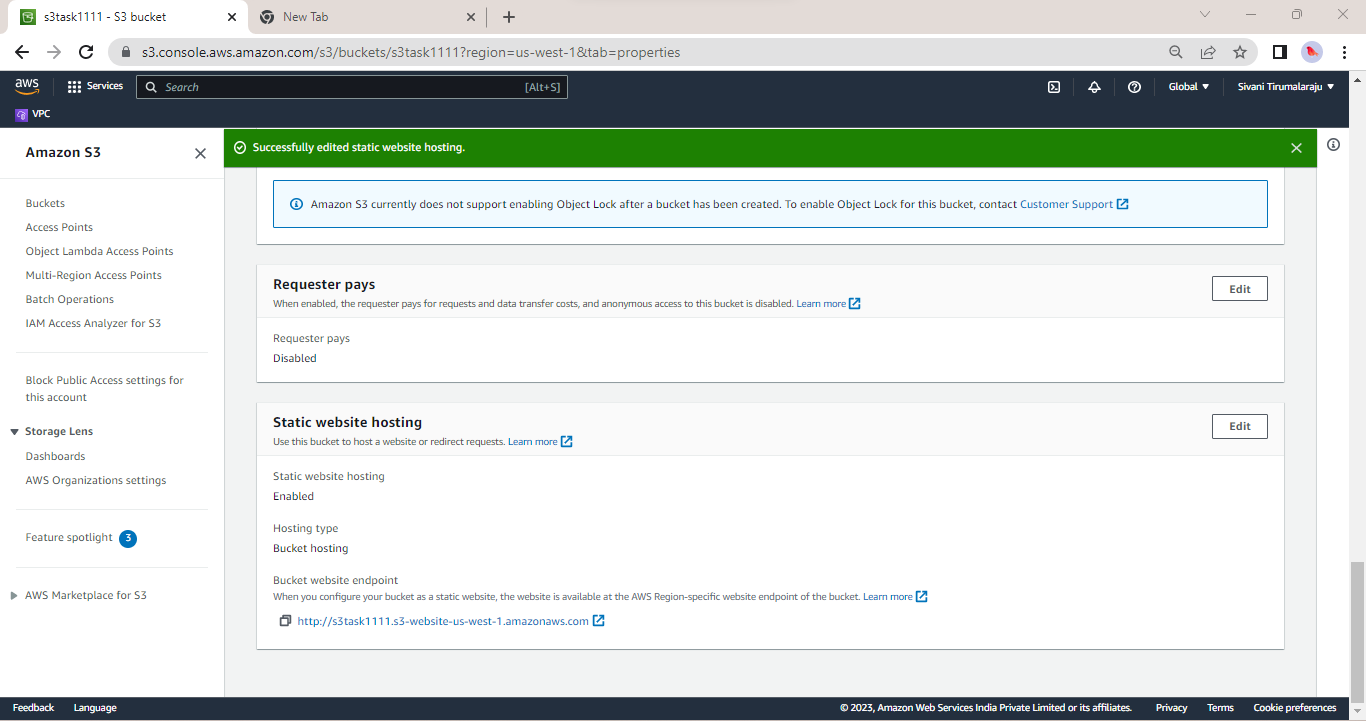 s3task1111 - S3 bucket
New Tab
s3.console.aws.amazon.com/s3/buckets/s3task1111?region=us-west-1&tab=properties
aws
Services
Search
[Alt+S]
Global
Sivani Tirumalaraju
VPC
Amazon S3
Buckets
Access Points
Object Lambda Access Points
Multi-Region Access Points
Batch Operations
IAM Access Analyzer for S3
Block Public Access settings for
this account
Storage Lens
Dashboards
AWS Organizations settings
Feature spotlight 3
AWS Marketplace for S3
Successfully edited static website hosting.
Amazon S3 currently does not support enabling Object Lock after a bucket has been created. To enable Object Lock for this bucket, contact Customer Support
Requester pays
Edit
When enabled, the requester pays for requests and data transfer costs, and anonymous access to this bucket is disabled. Learn more
Requester pays
Disabled
Static website hosting
Edit
Use this bucket to host a website or redirect requests. Learn more
Static website hosting
Enabled
Hosting type
Bucket hosting
Bucket website endpoint
When you configure your bucket as a static website, the website is available at the AWS Region-specific website endpoint of the bucket. Learn more
http://s3task1111.s3-website-us-west-1.amazonaws.com
Feedback
Language
© 2023, Amazon Web Services India Private Limited or its affiliates.
Privacy
Terms
Cookie preferences